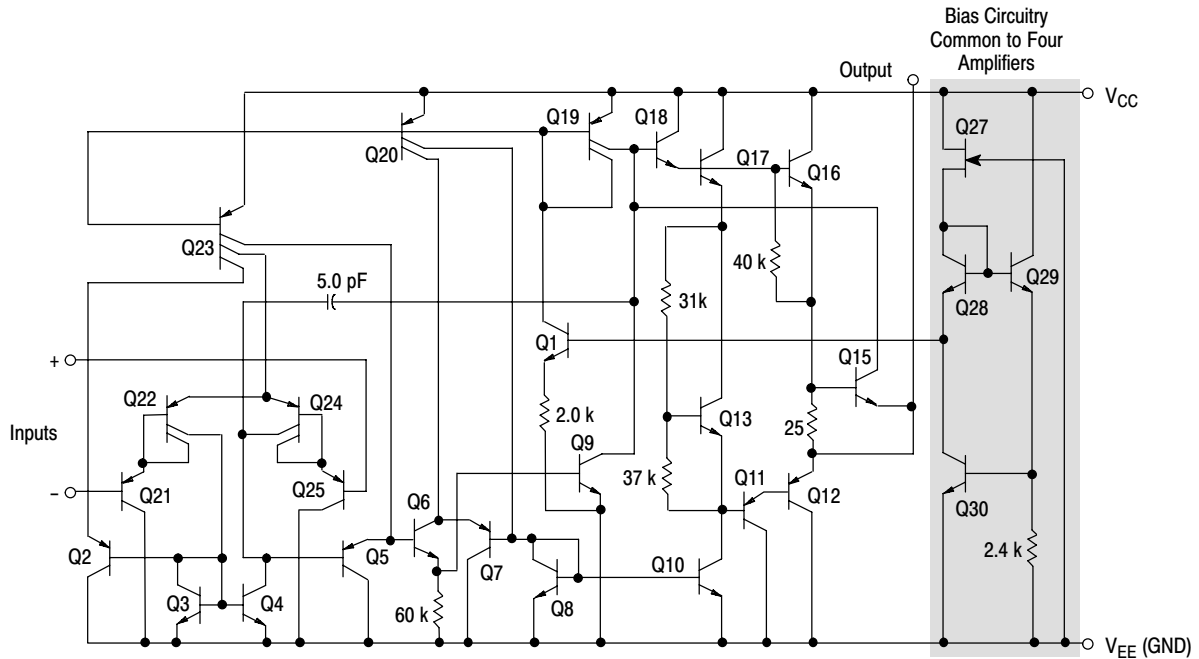 Bias Circuitry
Common to Four
Amplifiers
Output
VCC
Q19
Q18
Q27
Q20
Q17
Q16
Q23
40 k
5.0 pF
31k
Q28
Q29
Q1
+
Q15
Q22
Q24
2.0 k
Q13
25
Inputs
Q9
37 k
Q11
−
Q21
Q25
Q6
Q12
Q30
Q2
Q5
Q7
Q10
2.4 k
Q3
Q4
60 k
Q8
VEE (GND)